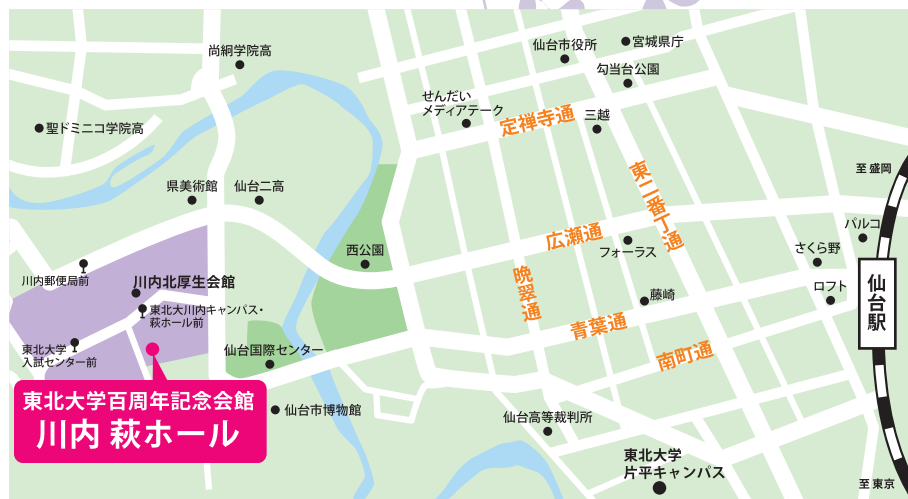 尚絅学院高
仙台市役所
宮城県庁
勾当台公園
せんだい
メディアテーク
三越
定禅寺通
聖ドミニコ学院高
至 盛岡
県美術館
仙台二高
東二番丁通
パルコ
西公園
広瀬通
フォーラス
さくら野
川内郵便局前
川内北厚生会館
晩翠通
藤崎
ロフト
仙台駅
東北大川内キャンパス・
萩ホール前
青葉通
東北大学
入試センター前
仙台国際センター
南町通
東北大学百周年記念会館
川内 萩ホール
仙台市博物館
仙台高等裁判所
東北大学
片平キャンパス
至 東京